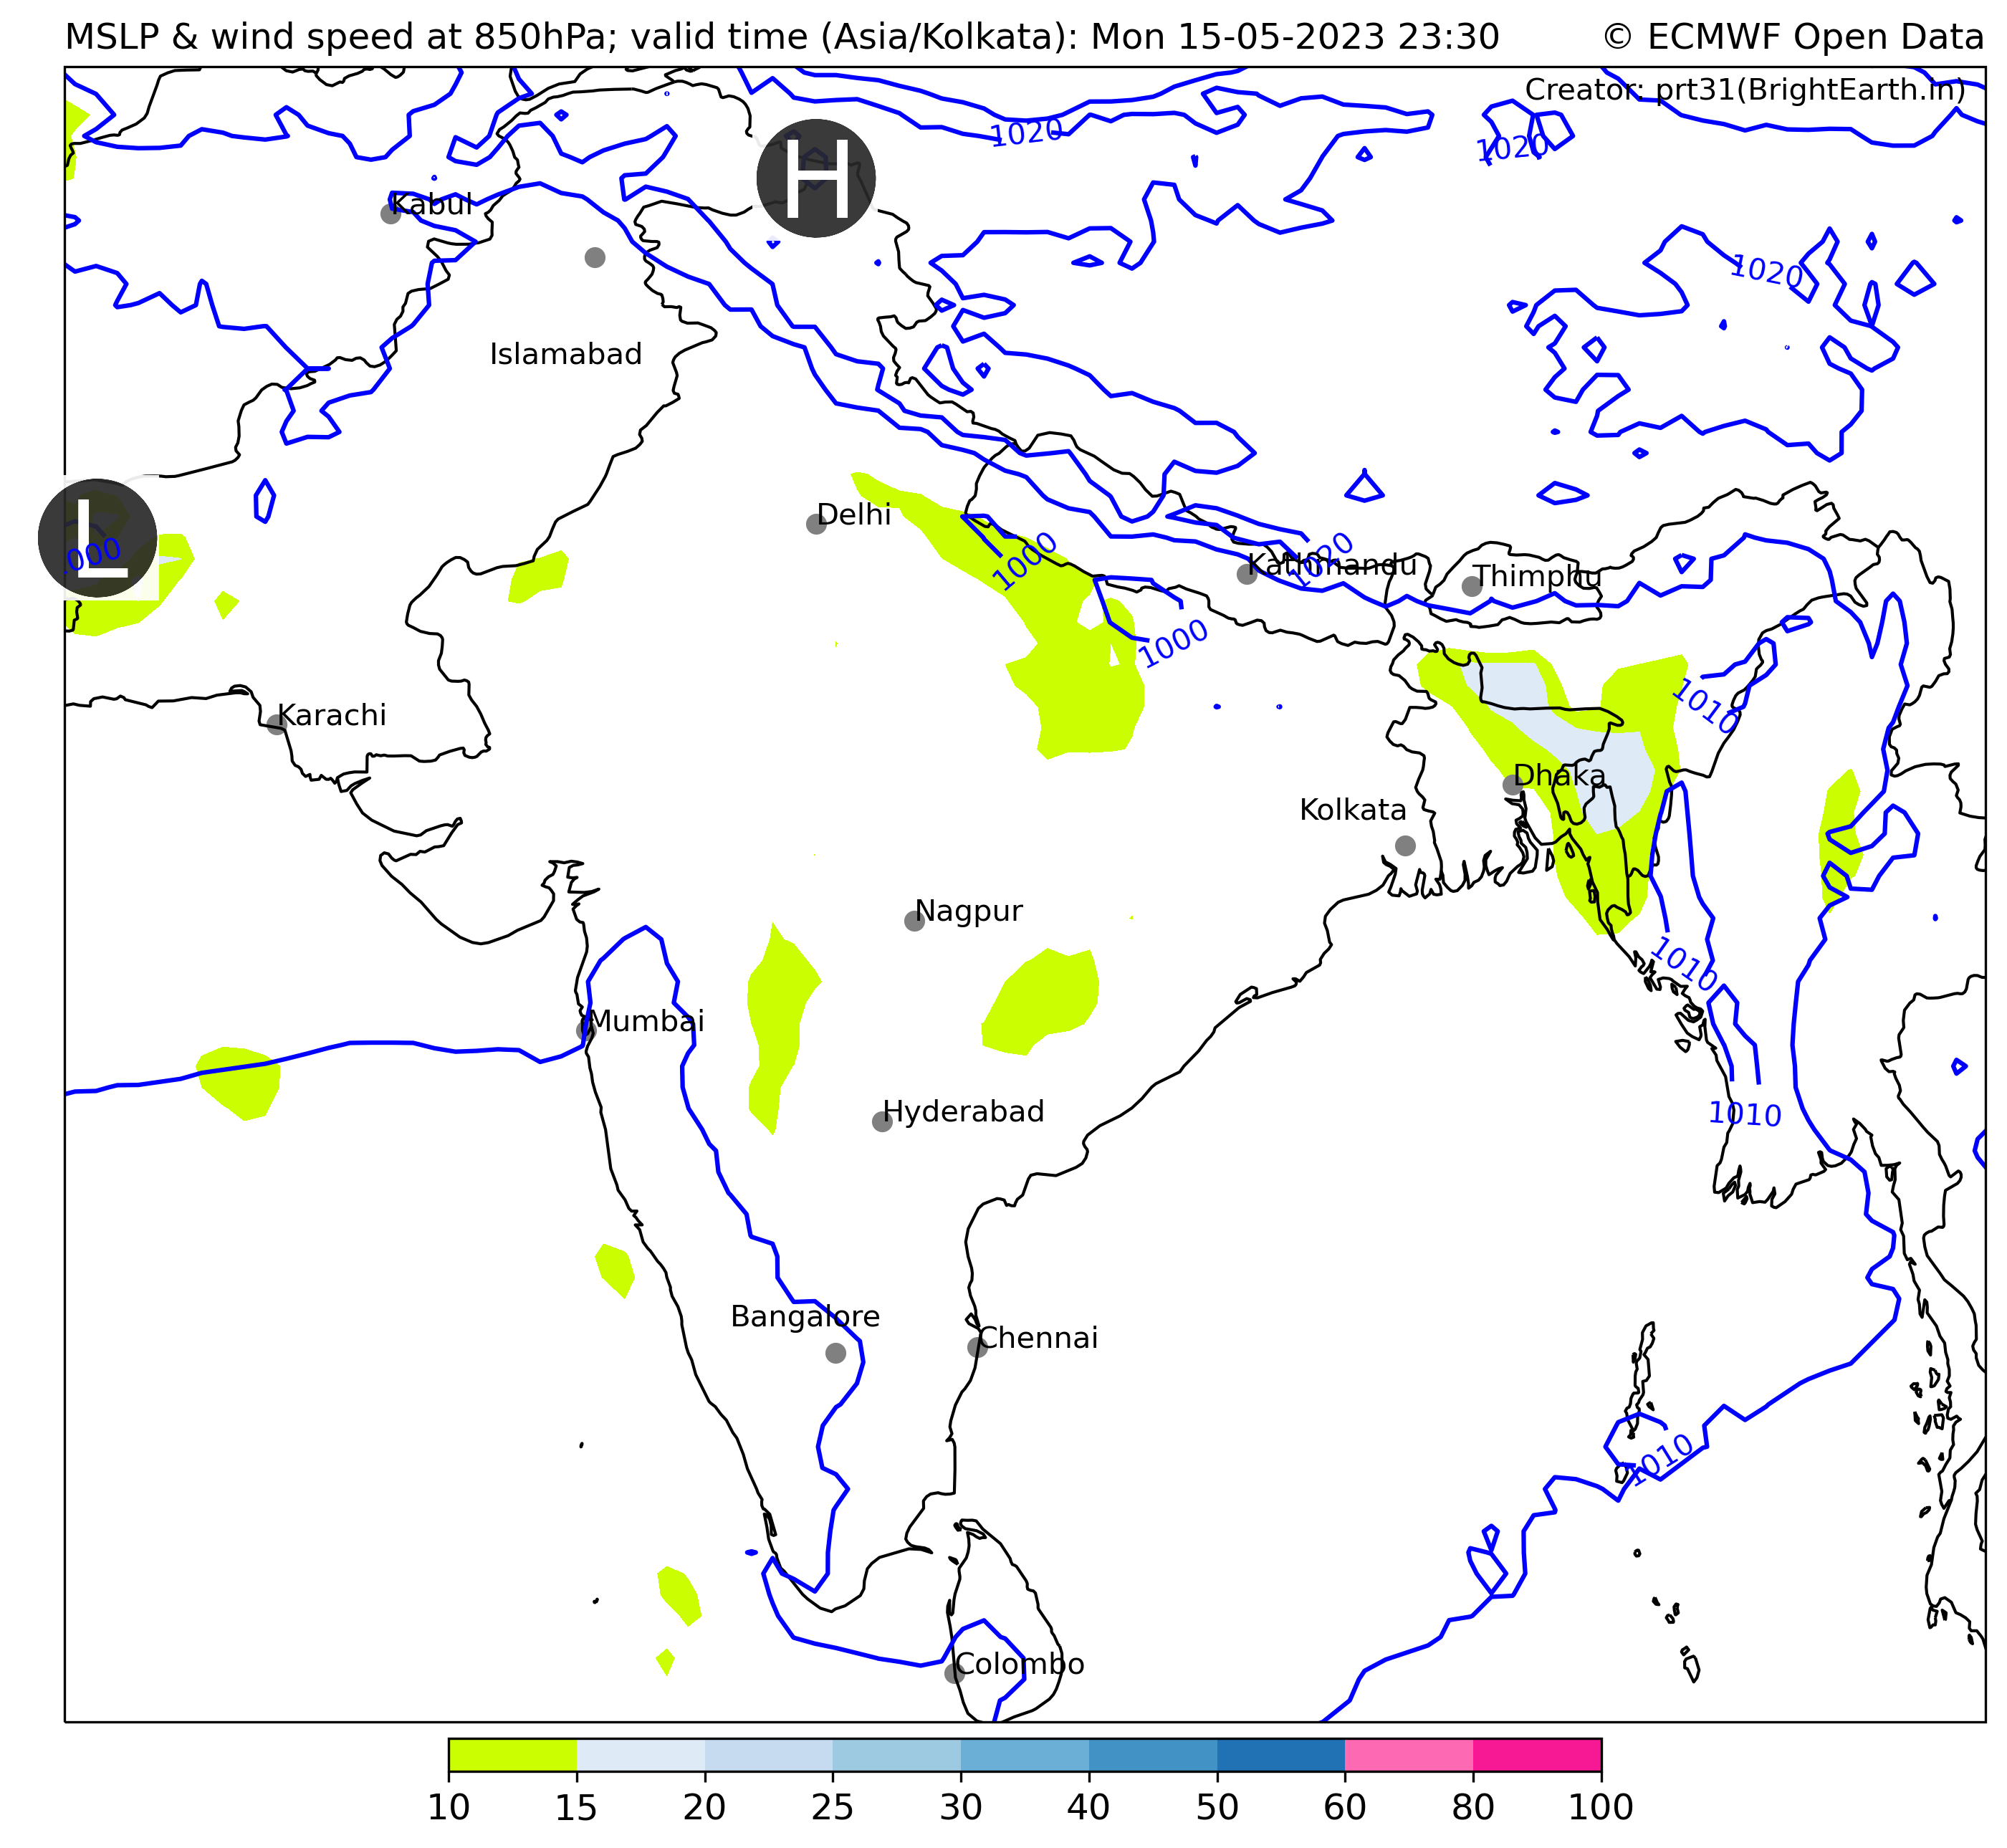 MSLP & wind speed at 850hPa; valid time (Asia/Kolkata): Mon 15-05-2023 23:30
© ECMWF Open Data
Creator: prt31(BrightEarth.in)
1020
1020
H
Kabul
1020
Islamabad
L
Delhi
000
1000
1020
Kathmandu
Thimphu
1000
1010
Karachi
Dhaka
Kolkata
Nagpur
1010
Mumbai
Hyderabad
1010
Bangalore
Chennai
1010
Colombo
10 15 20 25 30 40 50 60 80 100